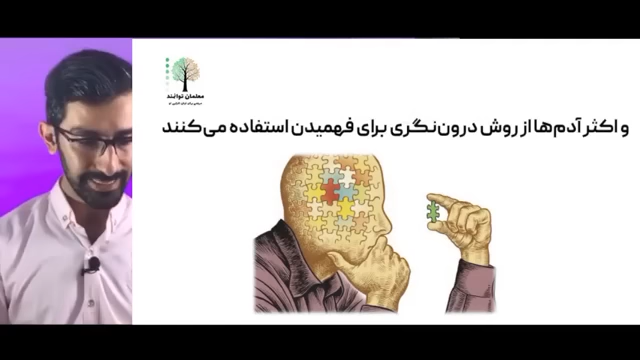 معلمان توانمند
و اکثر آدم‌ها از روش درون‌نگری برای فهمیدن استفاده می‌کنند